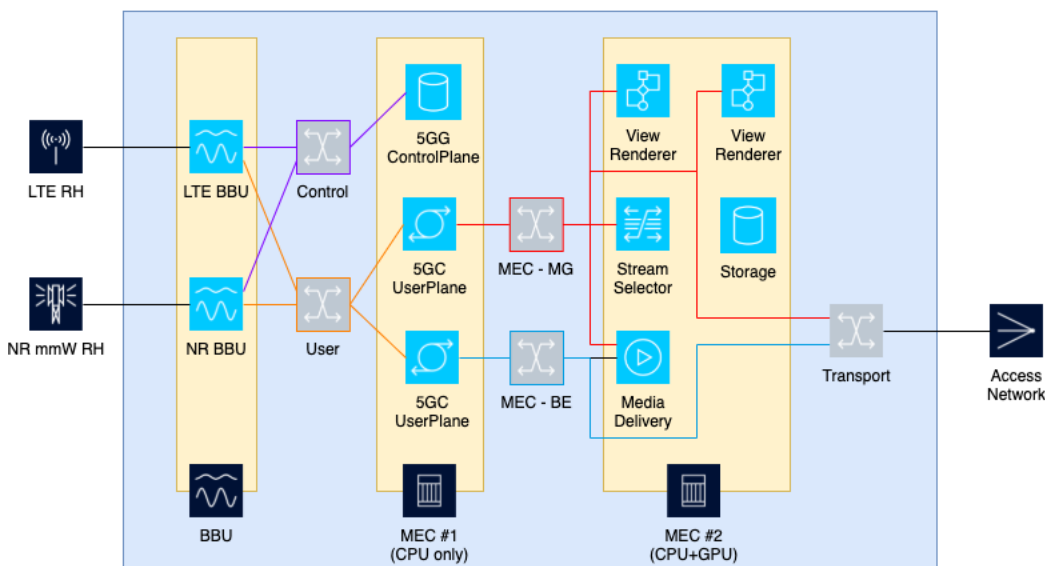 LTE RH
NR mmW RH
LTE BBU
NR BBU
BBU
Control
User
5GG
ControlPlane
5GC
UserPlane
5GC
UserPlane
MEC #1
(CPU only)
MEC - MG
MEC - BE
View
Renderer
View
Renderer
Stream
Selector
Storage
Media
Delivery
MEC #2
(CPU+GPU)
Transport
Access
Network